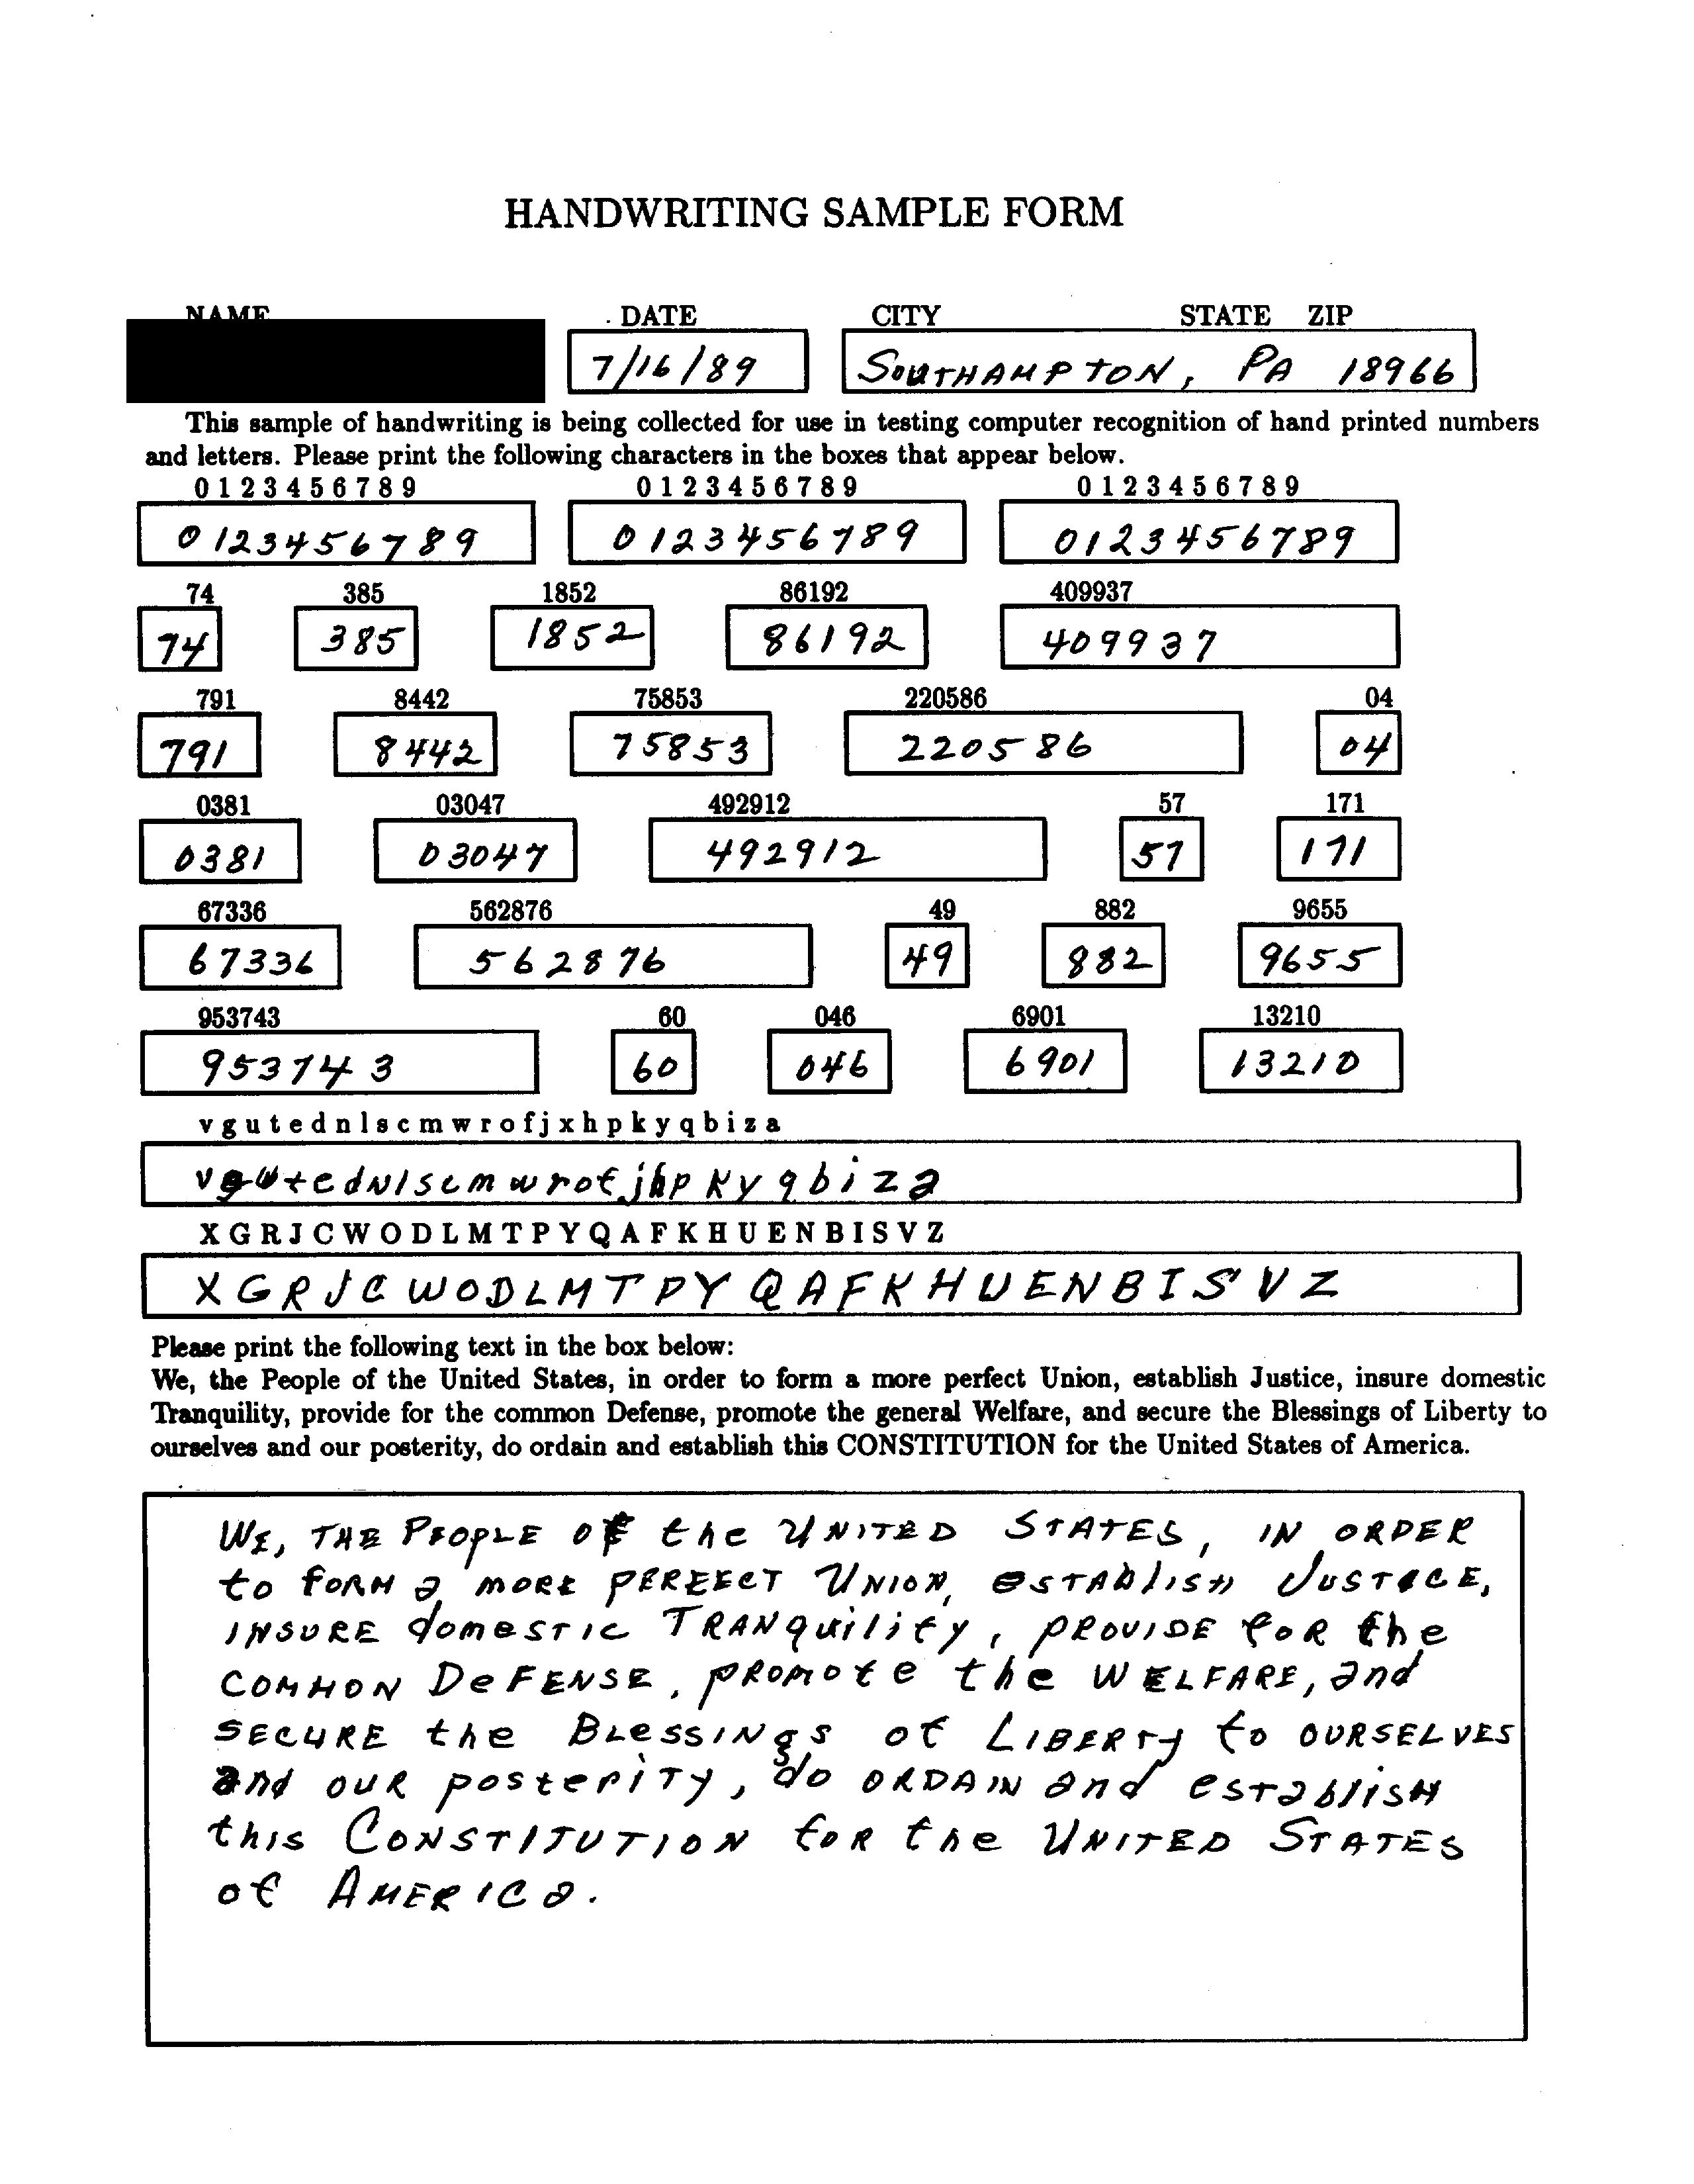 HANDWRITING SAMPLE FORM
NAME DATE CITY STATE ZIP
7/16/89 SOUTHAMPTON, PA 18966
This sample of handwriting is being collected for use in testing computer recognition of hand printed numbers
and letters. Please print the following characters in the boxes that appear below.
0 1 2 3 4 5 6 7 8 9 0 1 2 3 4 5 6 7 8 9 0 1 2 3 4 5 6 7 8 9
0123456789 0123456789 0123456789
74 385 1852 86192 409937
74 385 1852 86192 409937
791 8442 75853 220586 04
791 8442 75853 220586 04
0381 03047 492912 57 171
0381 03047 492912 57 171
67336 562876 49 882 9655
67336 562876 49 882 9655
953743 60 046 6901 13210
953743 60 046 6901 13210
v g u t e d n l s c m w r o f j x h p k y q b i z a
v g u t e d N l s c m w r o f j h p k y q b i z a
X G R J C W O D L M T P Y Q A F K H U E N B I S V Z
X G R J C W O D L M T P Y Q A F K H U E N B I S V Z
Please print the following text in the box below:
We, the People of the United States, in order to form a more perfect Union, establish Justice, insure domestic
Tranquility, provide for the common Defense, promote the general Welfare, and secure the Blessings of Liberty to
ourselves and our posterity, do ordain and establish this CONSTITUTION for the United States of America.
WE, THE PEOPLE OF the UNITED STATES, IN ORDER
to foRM a MORE PERFECT UNION, eSTAblISH JUSTICE,
INSURE domeSTIC TRANquility, PROVIDE foR the
COMMON DeFENSE, PROMOte the WELFARE, and
SECURE the BLeSSINgS of LIBERTy to OURSELVES
and OUR posteriTy, do ORDAIN and eSTablisH
this CONSTITUTION foR the UNITED STATES
of AMERICa.